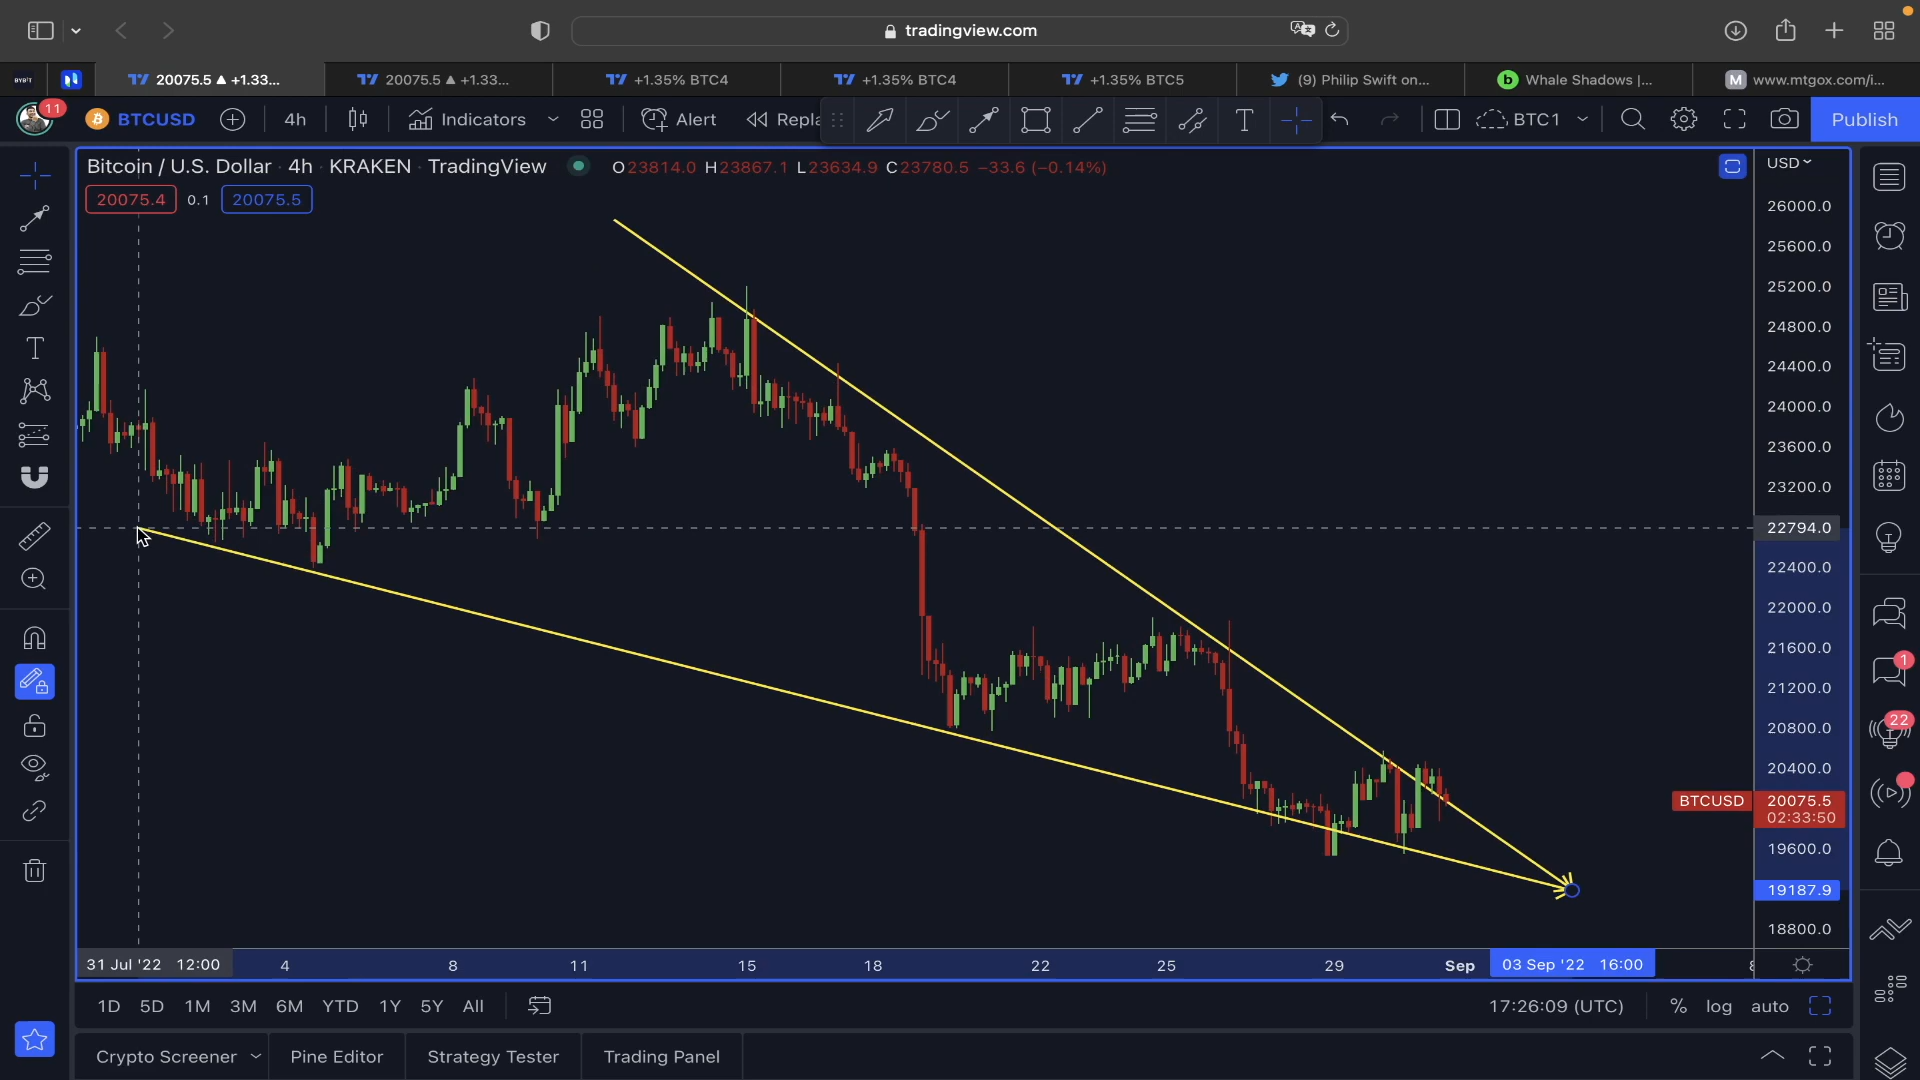 tradingview.com
BYBIT
20075.5 ▲ +1.33...
20075.5 ▲ +1.33...
+1.35% BTC4
+1.35% BTC4
+1.35% BTC5
(9) Philip Swift on...
Whale Shadows |...
www.mtgox.com/i...
11
BTCUSD
4h
Indicators
Alert
Repla
BTC1
Publish
Bitcoin / U.S. Dollar · 4h · KRAKEN · TradingView
O23814.0 H23867.1 L23634.9 C23780.5 −33.6 (−0.14%)
USD
20075.4 0.1 20075.5
26000.0
25600.0
25200.0
24800.0
24400.0
24000.0
23600.0
23200.0
22794.0
22400.0
22000.0
21600.0
21200.0
20800.0
20400.0
BTCUSD 20075.5
02:33:50
19600.0
19187.9
18800.0
1
22
31 Jul '22 12:00 4 8 11 15 18 22 25 29 Sep 03 Sep '22 16:00
1D 5D 1M 3M 6M YTD 1Y 5Y All
17:26:09 (UTC) % log auto
Crypto Screener Pine Editor Strategy Tester Trading Panel